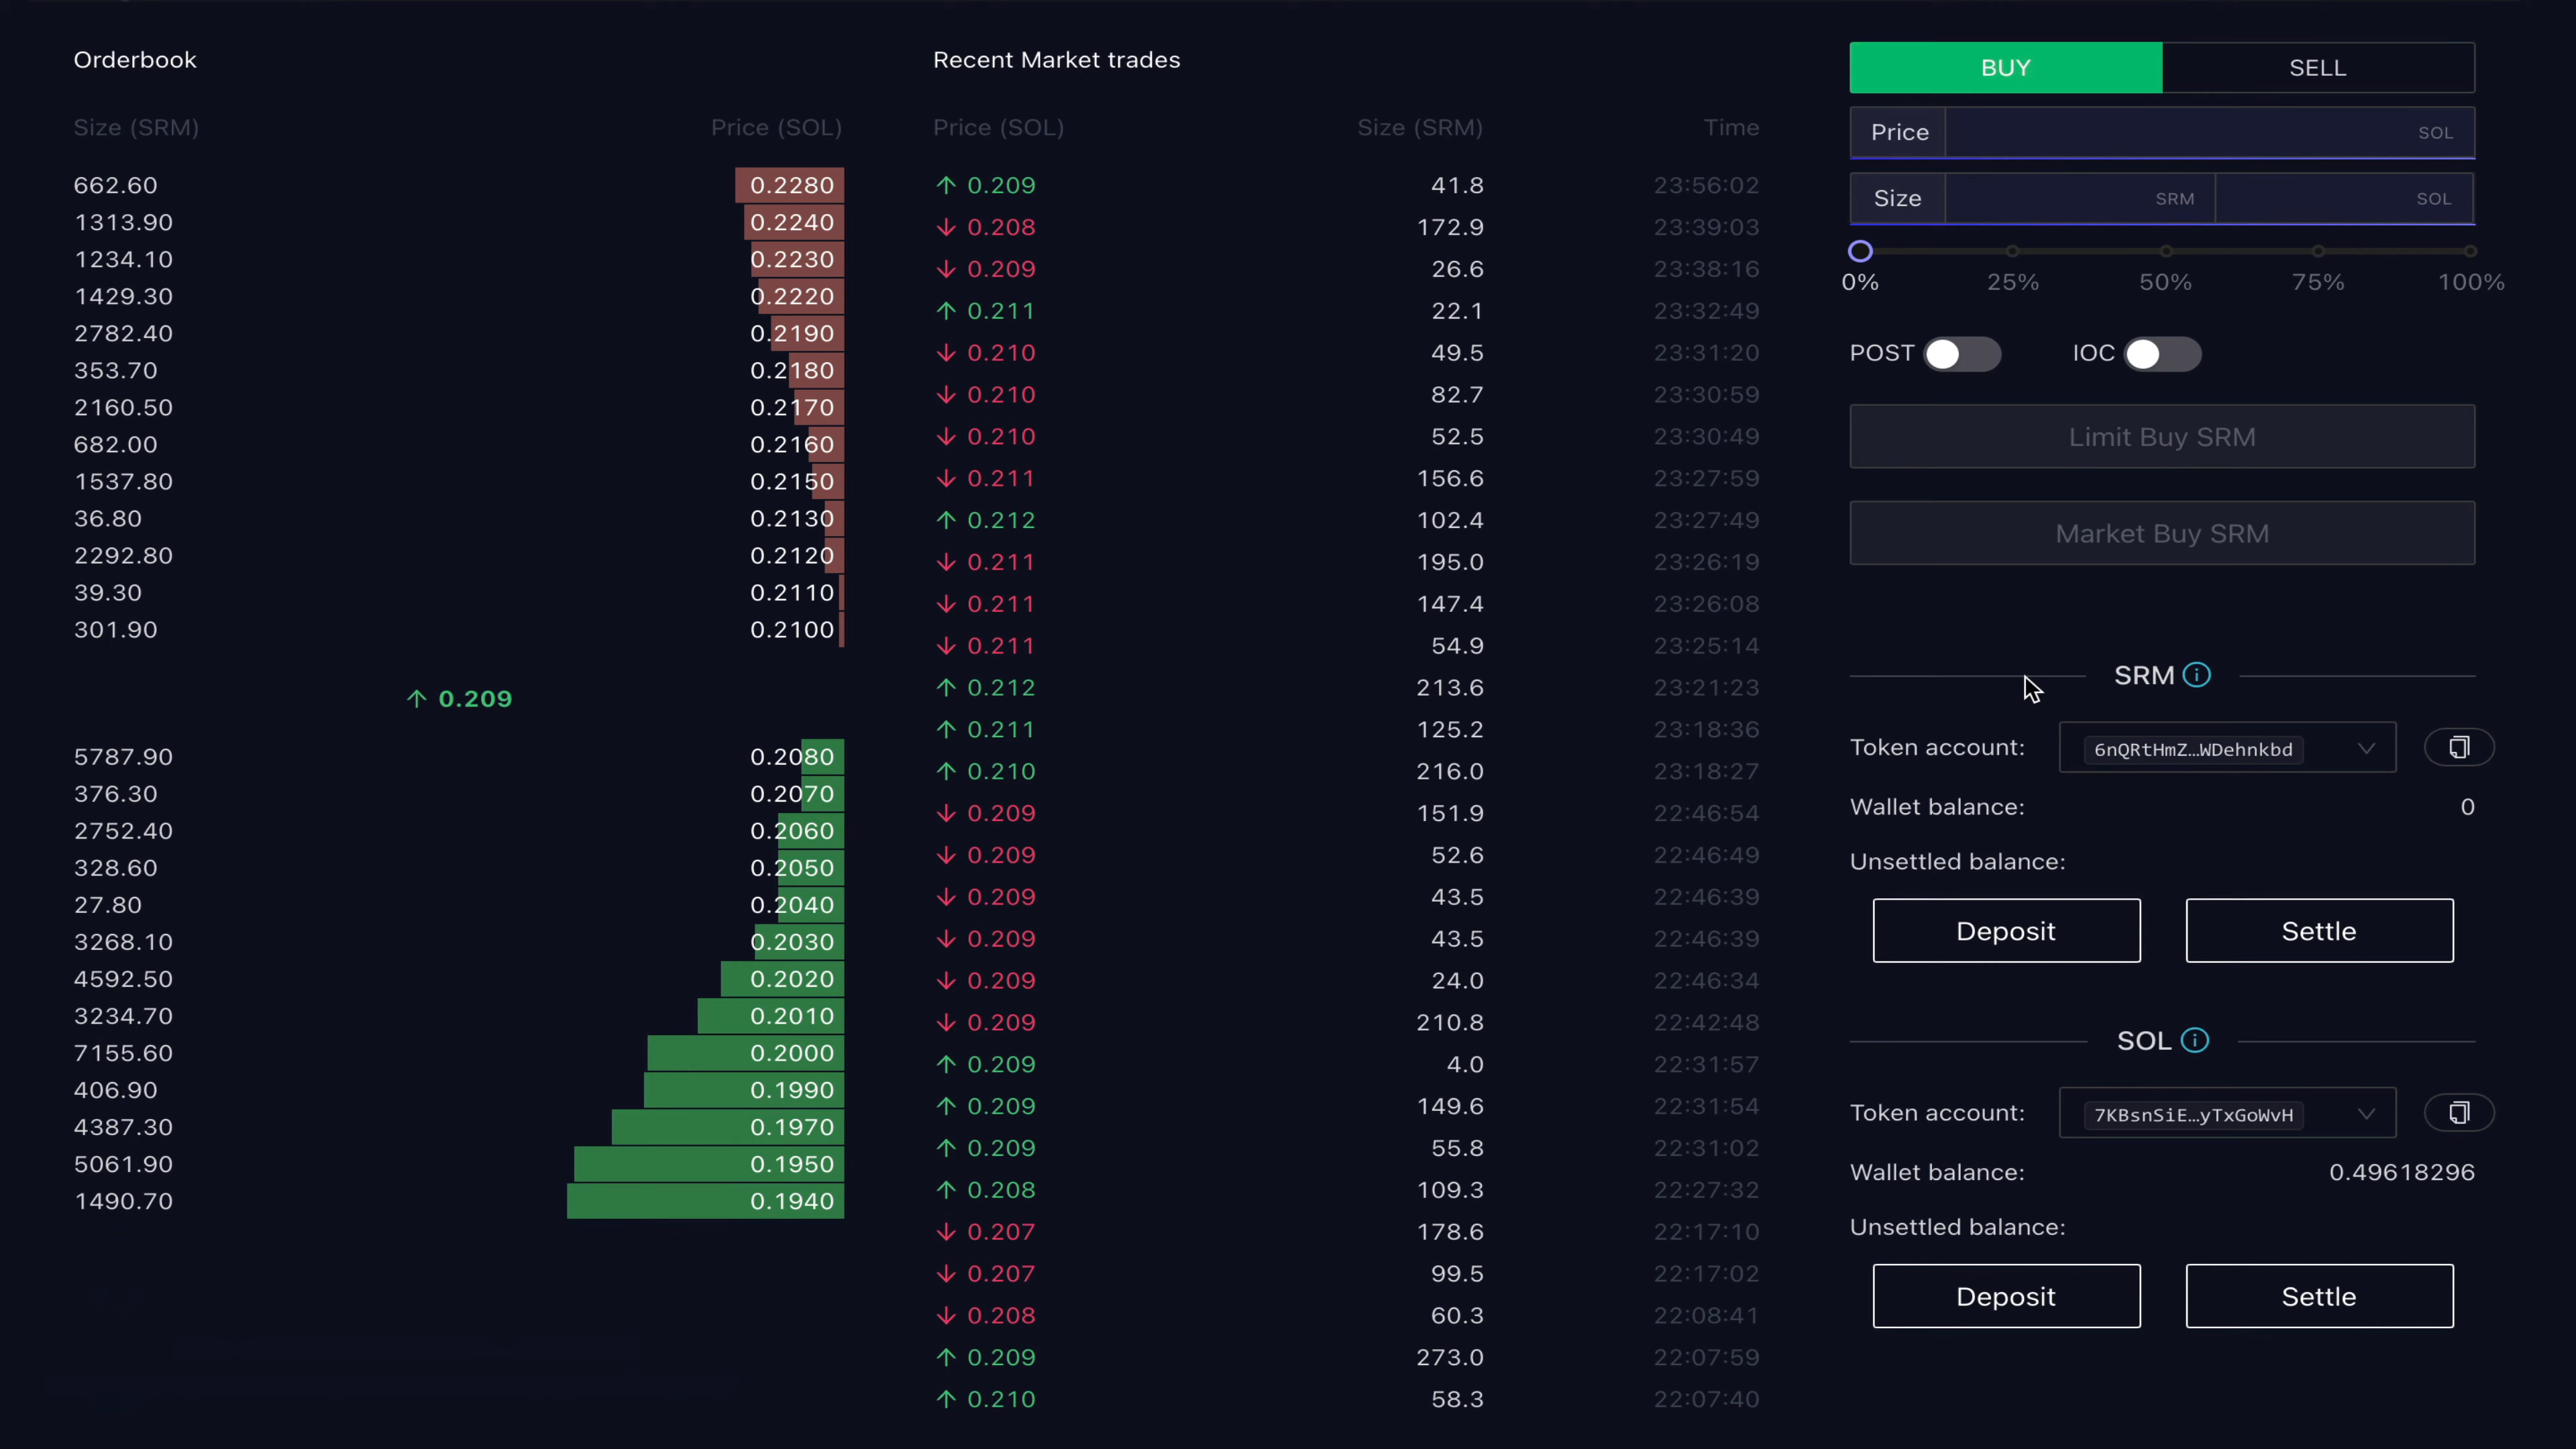 Orderbook
Size (SRM) Price (SOL)
662.60 0.2280
1313.90 0.2240
1234.10 0.2230
1429.30 0.2220
2782.40 0.2190
353.70 0.2180
2160.50 0.2170
682.00 0.2160
1537.80 0.2150
36.80 0.2130
2292.80 0.2120
39.30 0.2110
301.90 0.2100
↑ 0.209
5787.90 0.2080
376.30 0.2070
2752.40 0.2060
328.60 0.2050
27.80 0.2040
3268.10 0.2030
4592.50 0.2020
3234.70 0.2010
7155.60 0.2000
406.90 0.1990
4387.30 0.1970
5061.90 0.1950
1490.70 0.1940
Recent Market trades
Price (SOL) Size (SRM) Time
↑ 0.209 41.8 23:56:02
↓ 0.208 172.9 23:39:03
↓ 0.209 26.6 23:38:16
↑ 0.211 22.1 23:32:49
↓ 0.210 49.5 23:31:20
↓ 0.210 82.7 23:30:59
↓ 0.210 52.5 23:30:49
↓ 0.211 156.6 23:27:59
↑ 0.212 102.4 23:27:49
↓ 0.211 195.0 23:26:19
↓ 0.211 147.4 23:26:08
↓ 0.211 54.9 23:25:14
↑ 0.212 213.6 23:21:23
↑ 0.211 125.2 23:18:36
↑ 0.210 216.0 23:18:27
↓ 0.209 151.9 22:46:54
↓ 0.209 52.6 22:46:49
↓ 0.209 43.5 22:46:39
↓ 0.209 43.5 22:46:39
↓ 0.209 24.0 22:46:34
↓ 0.209 210.8 22:42:48
↑ 0.209 4.0 22:31:57
↑ 0.209 149.6 22:31:54
↑ 0.209 55.8 22:31:02
↑ 0.208 109.3 22:27:32
↓ 0.207 178.6 22:17:10
↓ 0.207 99.5 22:17:02
↓ 0.208 60.3 22:08:41
↑ 0.209 273.0 22:07:59
↑ 0.210 58.3 22:07:40
BUY SELL
Price SOL
Size SRM SOL
0% 25% 50% 75% 100%
POST IOC
Limit Buy SRM
Market Buy SRM
SRM
Token account: 6nQRtHmZ…WDehnkbd
Wallet balance: 0
Unsettled balance:
Deposit Settle
SOL
Token account: 7KBsnSiE…yTxGoWvH
Wallet balance: 0.49618296
Unsettled balance:
Deposit Settle